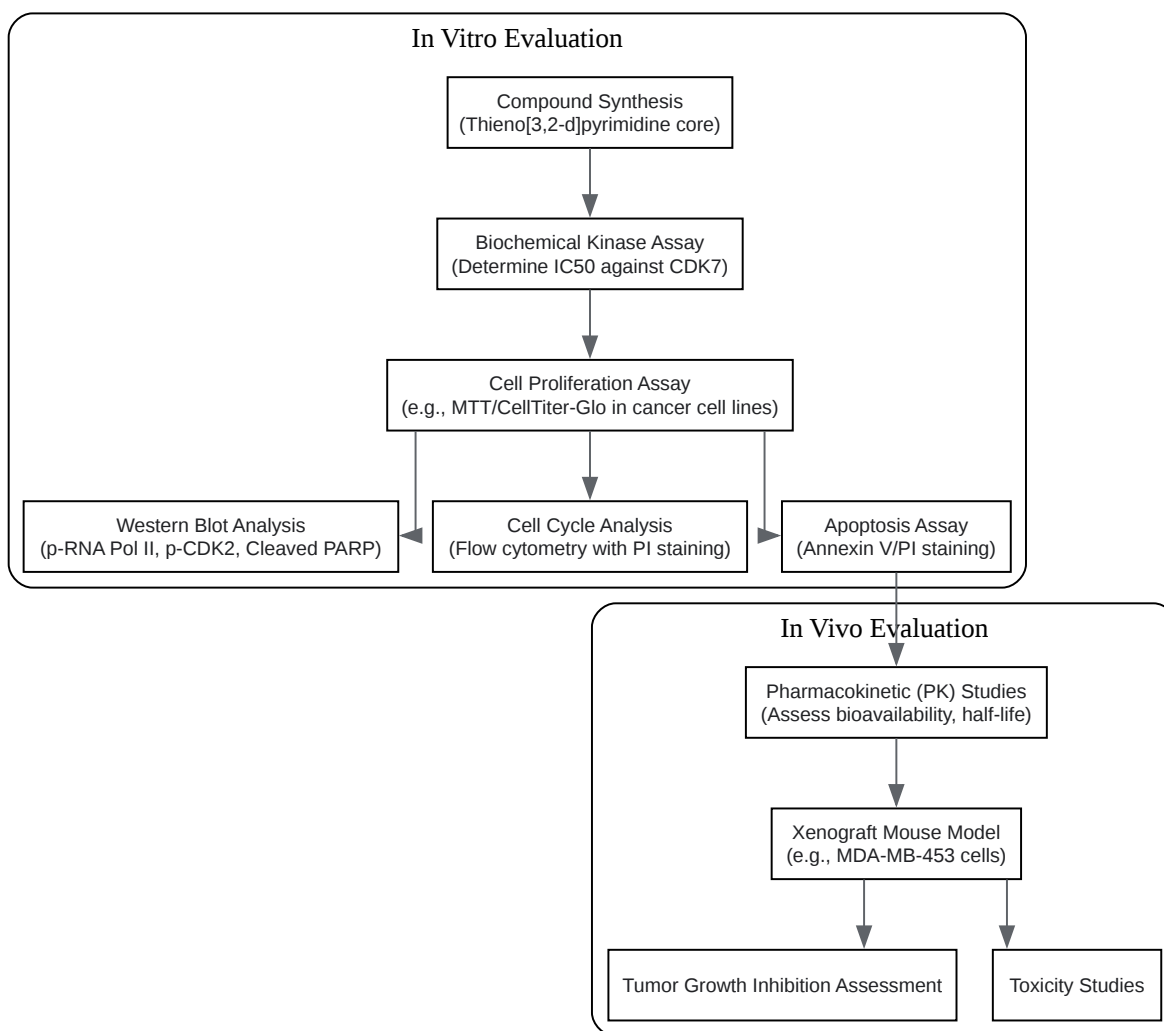 In Vitro Evaluation
Compound Synthesis
(Thieno[3,2-d]pyrimidine core)
Biochemical Kinase Assay
(Determine IC50 against CDK7)
Cell Proliferation Assay
(e.g., MTT/CellTiter-Glo in cancer cell lines)
Western Blot Analysis
(p-RNA Pol II, p-CDK2, Cleaved PARP)
Cell Cycle Analysis
(Flow cytometry with PI staining)
Apoptosis Assay
(Annexin V/PI staining)
In Vivo Evaluation
Pharmacokinetic (PK) Studies
(Assess bioavailability, half-life)
Xenograft Mouse Model
(e.g., MDA-MB-453 cells)
Tumor Growth Inhibition Assessment
Toxicity Studies